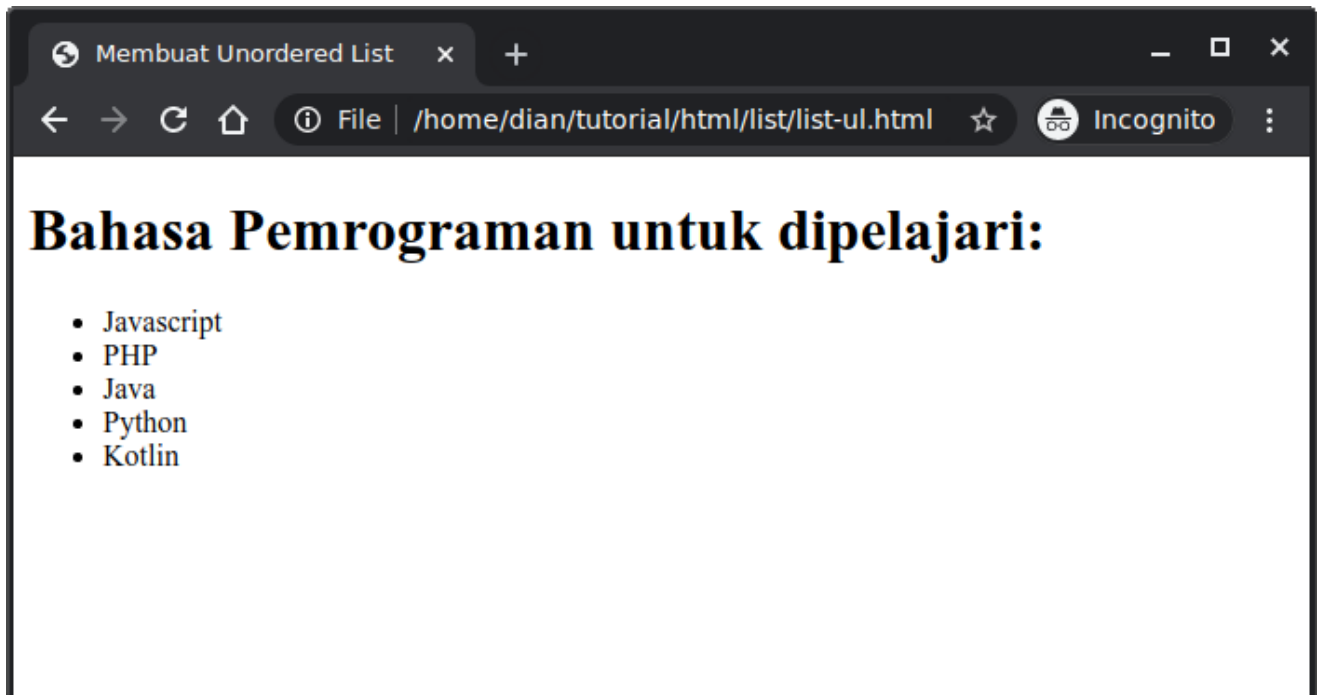 Membuat Unordered List
File | /home/dian/tutorial/html/list/list-ul.html Incognito
Bahasa Pemrograman untuk dipelajari:
Javascript
PHP
Java
Python
Kotlin